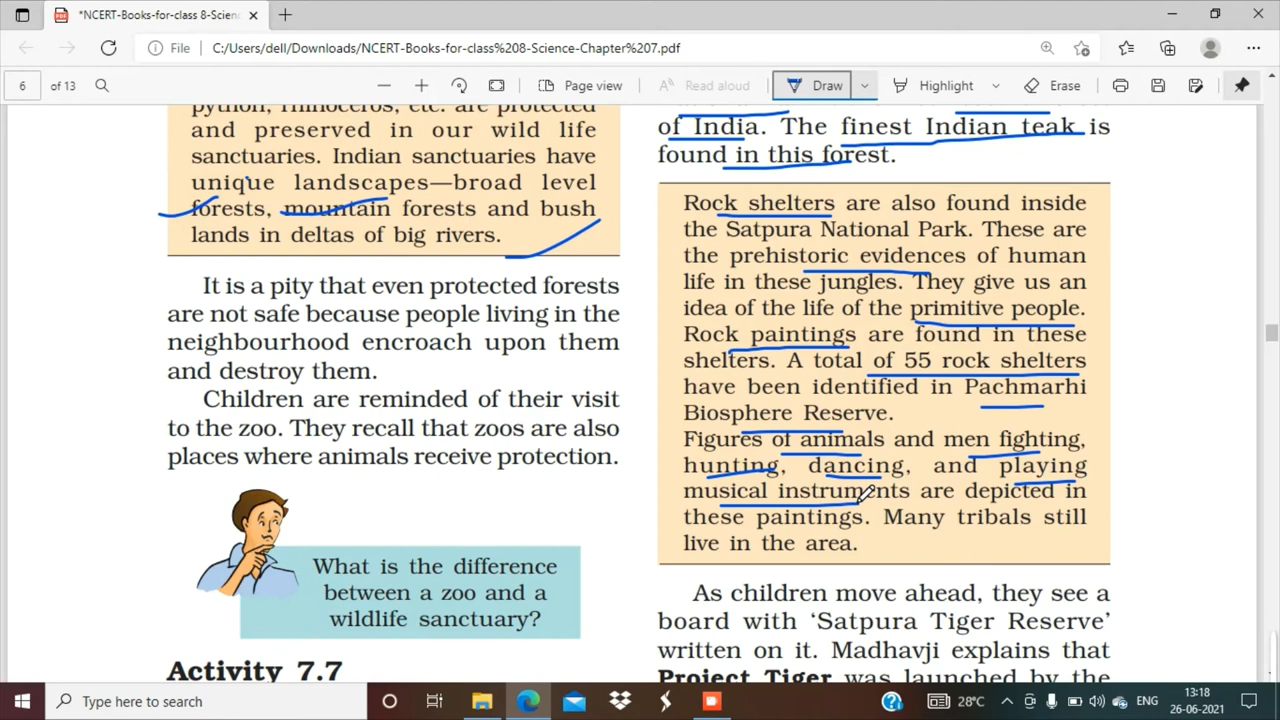 *NCERT-Books-for-class 8-Scien
File
C:/Users/dell/Downloads/NCERT-Books-for-class%208-Science-Chapter%207.pdf
6 of 13
Page view
Read aloud
Draw
Highlight
Erase
python, rhinoceros, etc. are protected
and preserved in our wild life
sanctuaries. Indian sanctuaries have
unique landscapes—broad level
forests, mountain forests and bush
lands in deltas of big rivers.
It is a pity that even protected forests
are not safe because people living in the
neighbourhood encroach upon them
and destroy them.
Children are reminded of their visit
to the zoo. They recall that zoos are also
places where animals receive protection.
What is the difference
between a zoo and a
wildlife sanctuary?
Activity 7.7
of India. The finest Indian teak is
found in this forest.
Rock shelters are also found inside
the Satpura National Park. These are
the prehistoric evidences of human
life in these jungles. They give us an
idea of the life of the primitive people.
Rock paintings are found in these
shelters. A total of 55 rock shelters
have been identified in Pachmarhi
Biosphere Reserve.
Figures of animals and men fighting,
hunting, dancing, and playing
musical instruments are depicted in
these paintings. Many tribals still
live in the area.
As children move ahead, they see a
board with ‘Satpura Tiger Reserve’
written on it. Madhavji explains that
Project Tiger was launched by the
Type here to search
28°C
ENG
13:18
26-06-2021